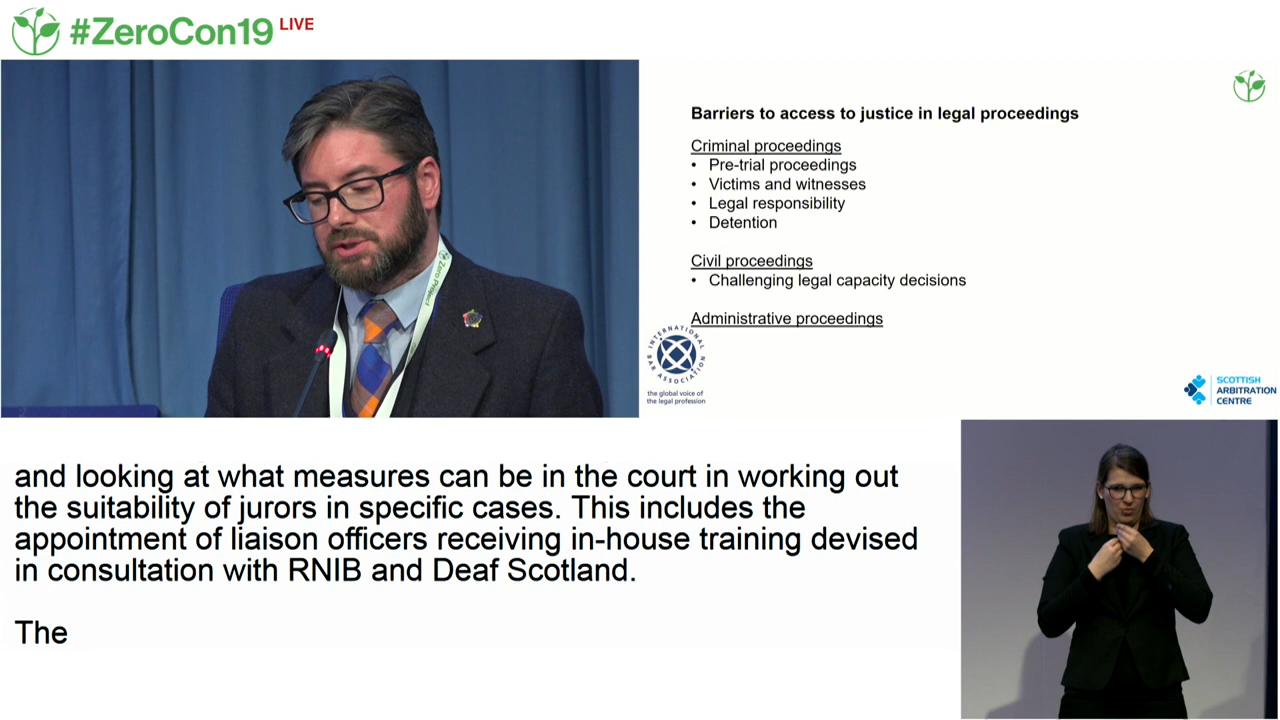 #ZeroCon19 LIVE
Zero Project
Barriers to access to justice in legal proceedings
Criminal proceedings
• Pre-trial proceedings
• Victims and witnesses
• Legal responsibility
• Detention
Civil proceedings
• Challenging legal capacity decisions
Administrative proceedings
INTERNATIONAL BAR ASSOCIATION
the global voice of
the legal profession
SCOTTISH
ARBITRATION
CENTRE
and looking at what measures can be in the court in working out
the suitability of jurors in specific cases. This includes the
appointment of liaison officers receiving in-house training devised
in consultation with RNIB and Deaf Scotland.
The